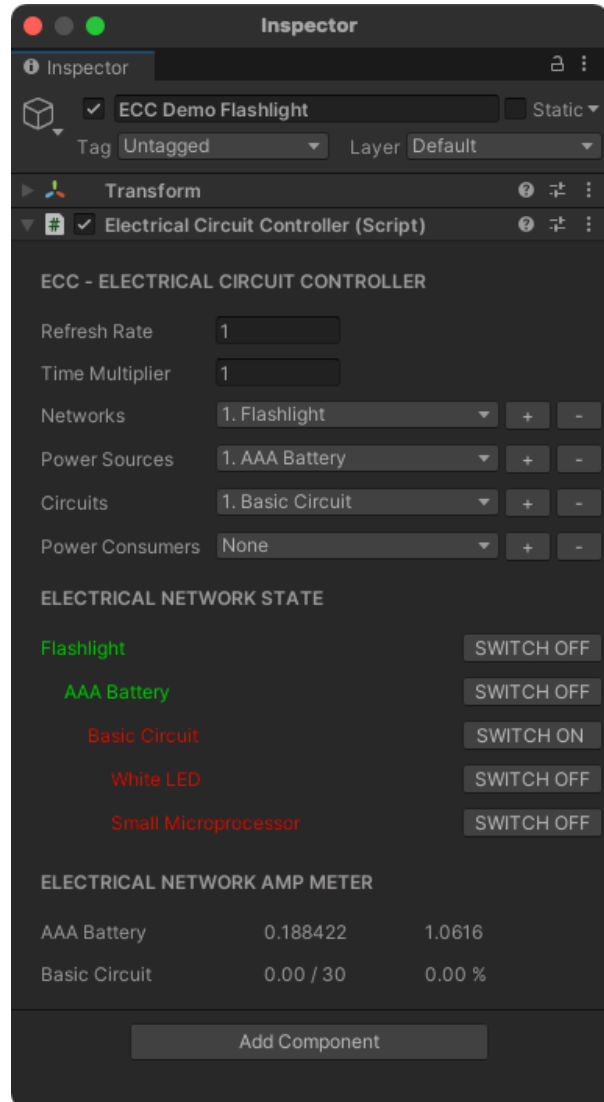 Inspector
Inspector
ECC Demo Flashlight Static
Tag Untagged Layer Default
Transform
# Electrical Circuit Controller (Script)
ECC - ELECTRICAL CIRCUIT CONTROLLER
Refresh Rate 1
Time Multiplier 1
Networks 1. Flashlight + -
Power Sources 1. AAA Battery + -
Circuits 1. Basic Circuit + -
Power Consumers None + -
ELECTRICAL NETWORK STATE
Flashlight SWITCH OFF
AAA Battery SWITCH OFF
Basic Circuit SWITCH ON
White LED SWITCH OFF
Small Microprocessor SWITCH OFF
ELECTRICAL NETWORK AMP METER
AAA Battery 0.188422 1.0616
Basic Circuit 0.00 / 30 0.00 %
Add Component